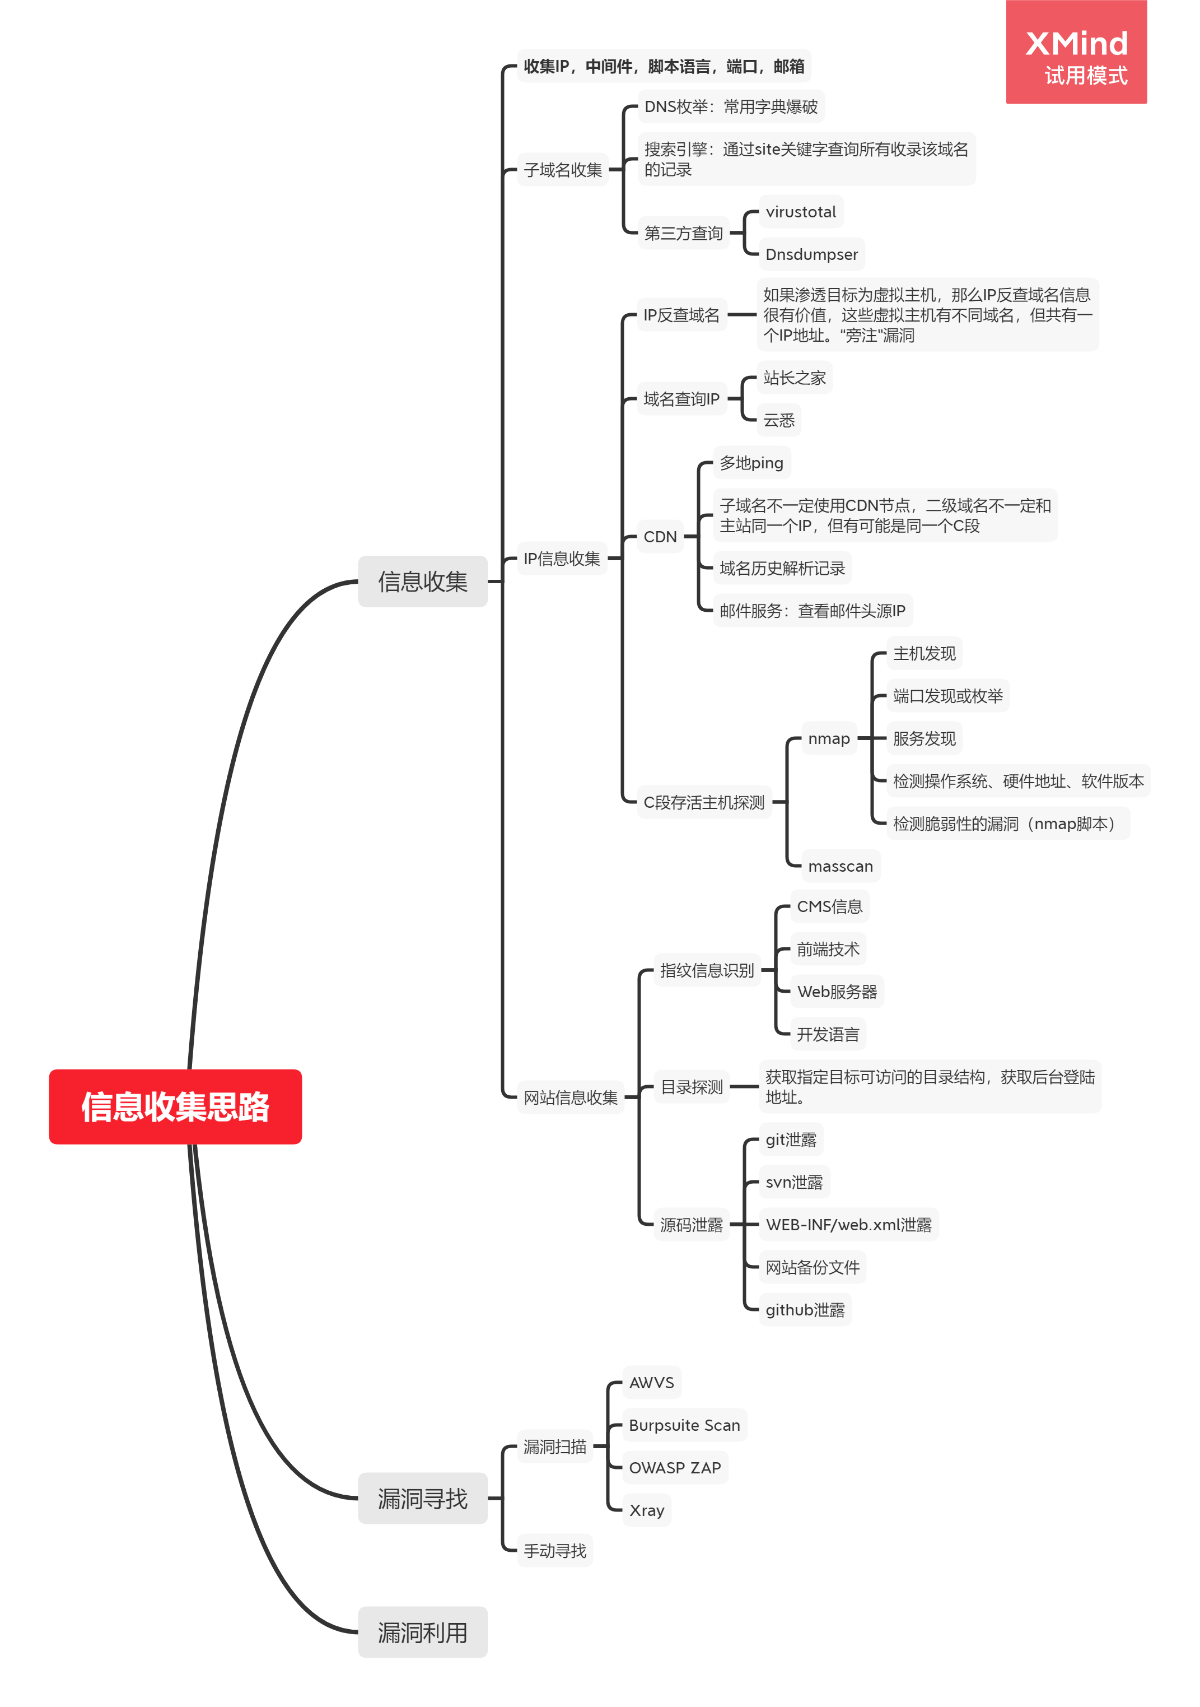 XMind
试用模式
收集IP，中间件，脚本语言，端口，邮箱
DNS枚举：常用字典爆破
搜索引擎：通过site关键字查询所有收录该域名
的记录
子域名收集
virustotal
第三方查询
Dnsdumpser
如果渗透目标为虚拟主机，那么IP反查域名信息
很有价值，这些虚拟主机有不同域名，但共有一
个IP地址。“旁注"漏洞
IP反查域名
站长之家
域名查询IP
云悉
多地ping
子域名不一定使用CDN节点，二级域名不一定和
主站同一个IP，但有可能是同一个C段
CDN
IP信息收集
域名历史解析记录
信息收集
邮件服务：查看邮件头源IP
主机发现
端口发现或枚举
nmap
服务发现
检测操作系统、硬件地址、软件版本
C段存活主机探测
检测脆弱性的漏洞（nmap脚本）
masscan
CMS信息
前端技术
指纹信息识别
Web服务器
开发语言
获取指定目标可访问的目录结构，获取后台登陆
地址。
目录探测
网站信息收集
信息收集思路
git泄露
svn泄露
源码泄露
WEB-INF/web.xml泄露
网站备份文件
github泄露
AWVS
Burpsuite Scan
漏洞扫描
OWASP ZAP
漏洞寻找
Xray
手动寻找
漏洞利用